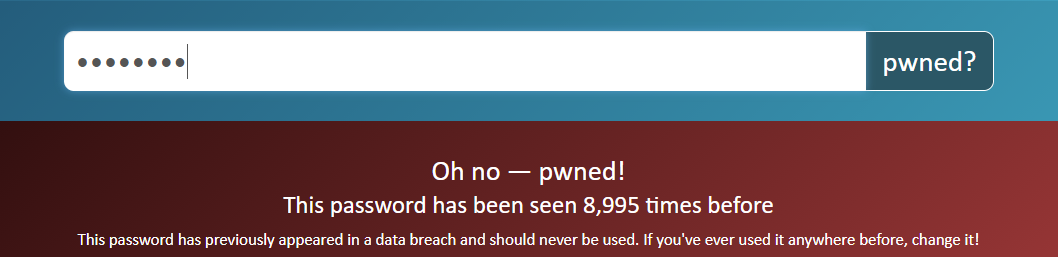 ••••••••
pwned?
Oh no — pwned!
This password has been seen 8,995 times before
This password has previously appeared in a data breach and should never be used. If you've ever used it anywhere before, change it!